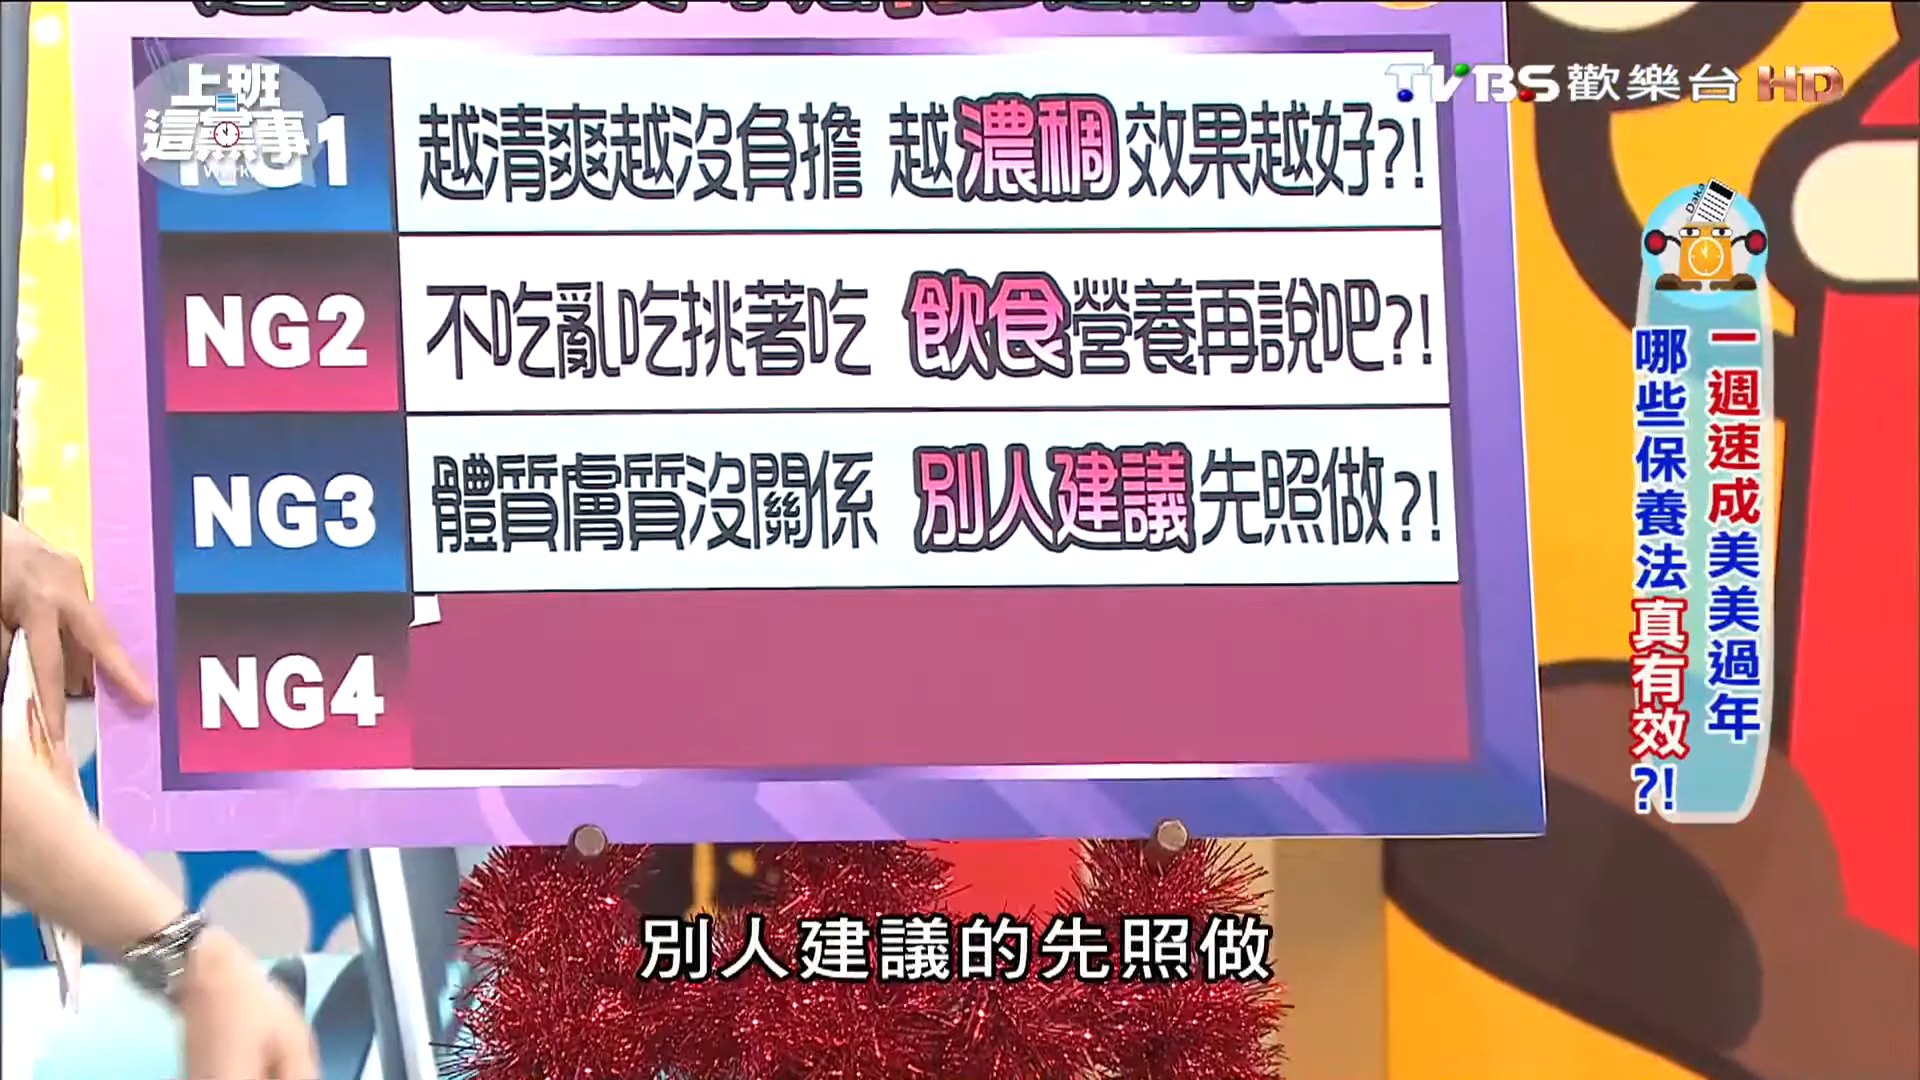 上班
這黨事
TVBS歡樂台 HD
NG1
越清爽越沒負擔 越濃稠效果越好?!
NG2
不吃亂吃挑著吃 飲食營養再說吧?!
NG3
體質膚質沒關係 別人建議先照做?!
NG4
一週速成美美過年
哪些保養法真有效?!
別人建議的先照做